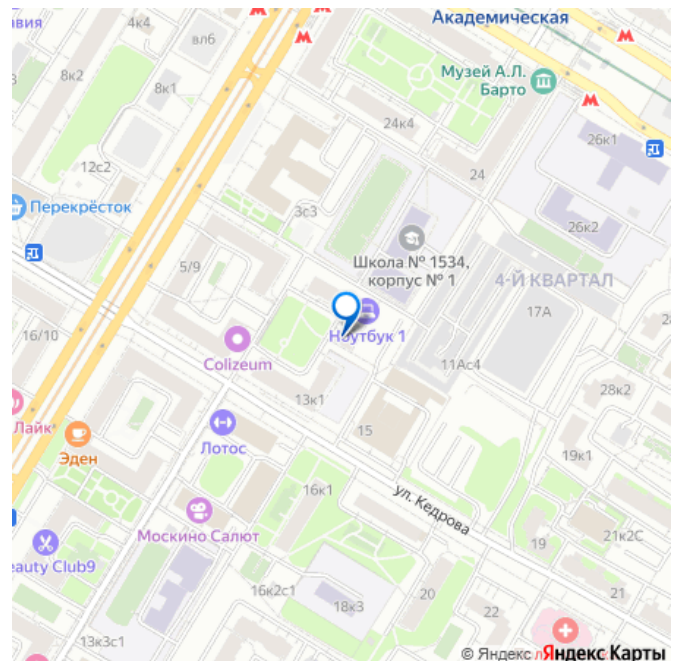 Академическая
4к4
вл6
авия
8к2
8к1
Музей А.Л.
Барто
24к4
26к1
12с2
24
3с3
Перекрёсток
26к2
Школа № 1534,
корпус № 1
5/9
4-Й КВАРТАЛ
17А
Ноутбук 1
16/10
Colizeum
11Ас4
28к2
13к1
Лайк
15
Лотос
Эден
19к1
16к1
ул. Кедрова
Москино Салют
21к2С
19
eauty Club9
16к2с1
20
21
18к3
22
13к3с1
© Яндекс
Яндекс Карты